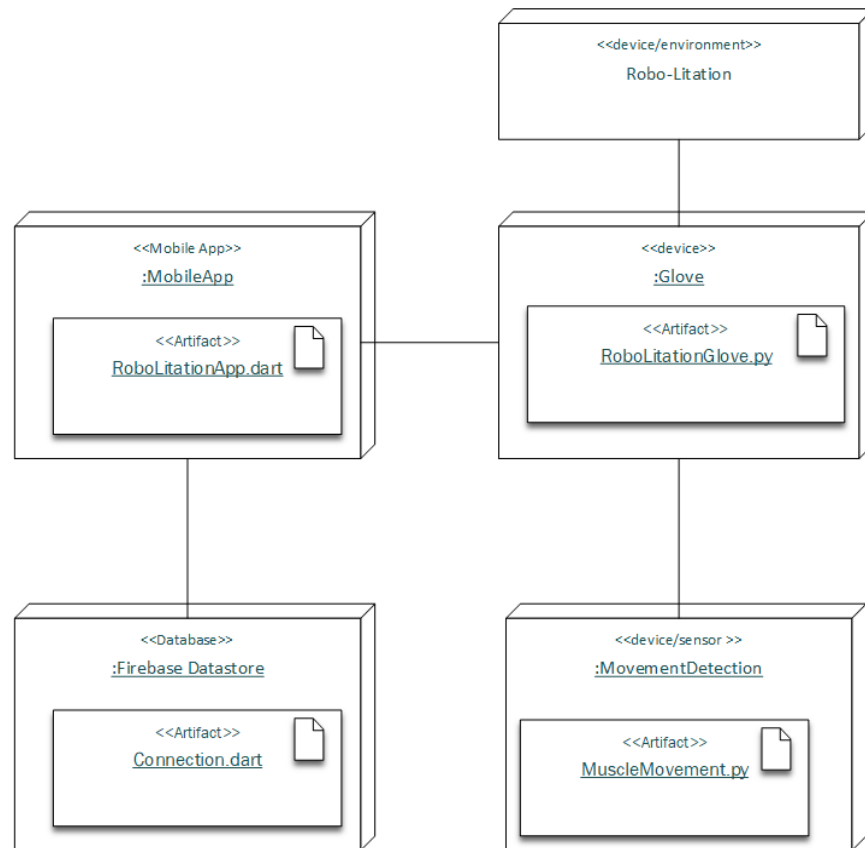 <<device/environment>>
Robo-Litation
<<Mobile App>>
:MobileApp
<<Artifact>>
RoboLitationApp.dart
<<device>>
:Glove
<<Artifact>>
RoboLitationGlove.py
<<Database>>
:Firebase Datastore
<<Artifact>>
Connection.dart
<<device/sensor >>
:MovementDetection
<<Artifact>>
MuscleMovement.py